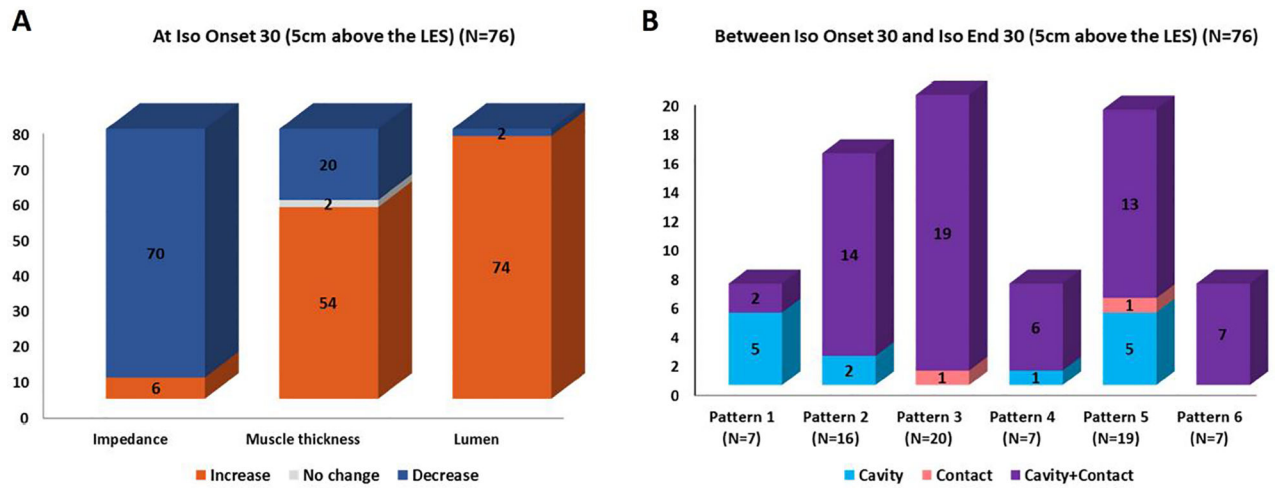 A
At Iso Onset 30 (5cm above the LES) (N=76)
80
70
60
50
40
30
20
10
0
70
6
20
2
54
2
74
Impedance
Muscle thickness
Lumen
Increase
No change
Decrease
B
Between Iso Onset 30 and Iso End 30 (5cm above the LES) (N=76)
20
18
16
14
12
10
8
6
4
2
0
2
5
14
2
19
1
6
1
13
1
5
7
Pattern 1
(N=7)
Pattern 2
(N=16)
Pattern 3
(N=20)
Pattern 4
(N=7)
Pattern 5
(N=19)
Pattern 6
(N=7)
Cavity
Contact
Cavity+Contact